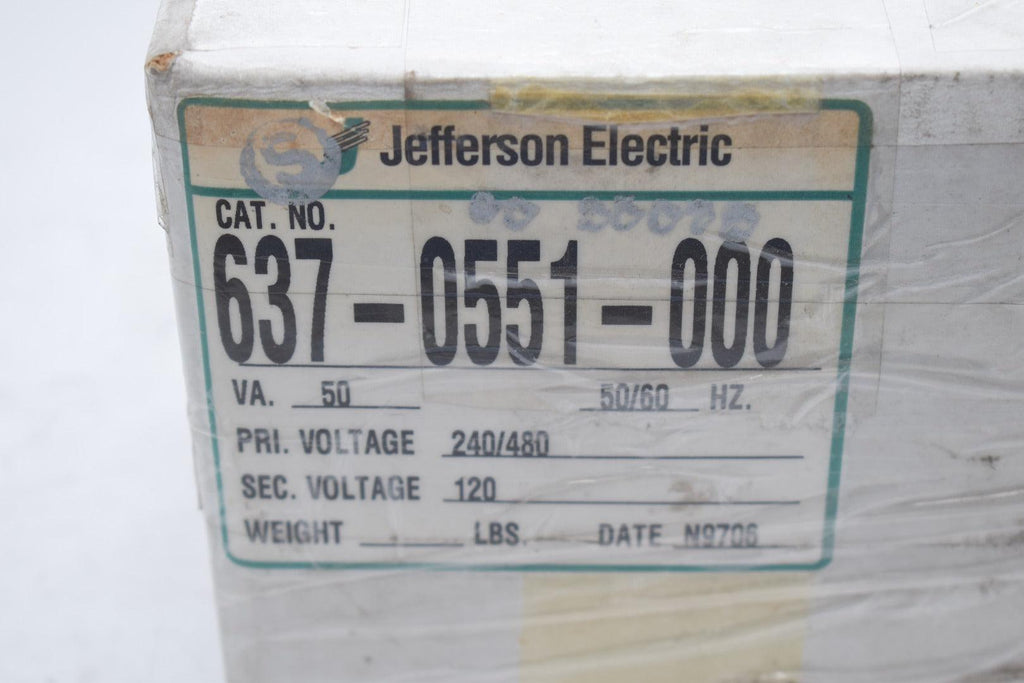 Jefferson Electric
CAT. NO.
637-0551-000
VA. 50 50/60 HZ.
PRI. VOLTAGE 240/480
SEC. VOLTAGE 120
WEIGHT LBS. DATE N9706